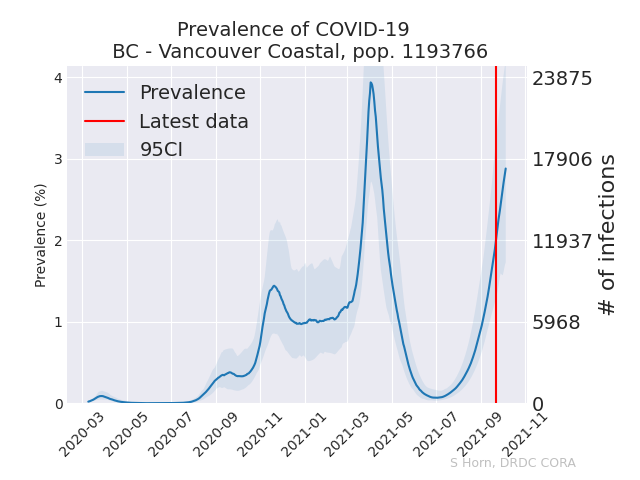 Prevalence of COVID-19
BC - Vancouver Coastal, pop. 1193766
Prevalence
Latest data
95CI
Prevalence (%)
4
3
2
1
0
23875
17906
11937
5968
0
# of infections
2020-03
2020-05
2020-07
2020-09
2020-11
2021-01
2021-03
2021-05
2021-07
2021-09
2021-11
S Horn, DRDC CORA